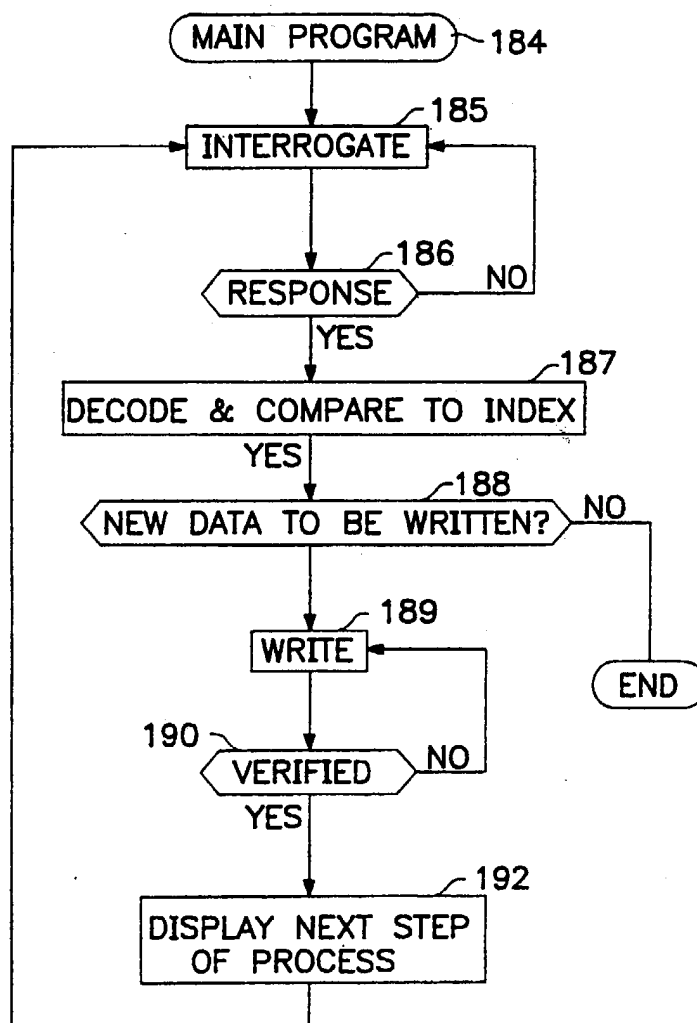 MAIN PROGRAM
184
185
INTERROGATE
186
RESPONSE
NO
YES
187
DECODE & COMPARE TO INDEX
YES
188
NEW DATA TO BE WRITTEN?
NO
189
WRITE
END
190
VERIFIED
NO
YES
192
DISPLAY NEXT STEP
OF PROCESS